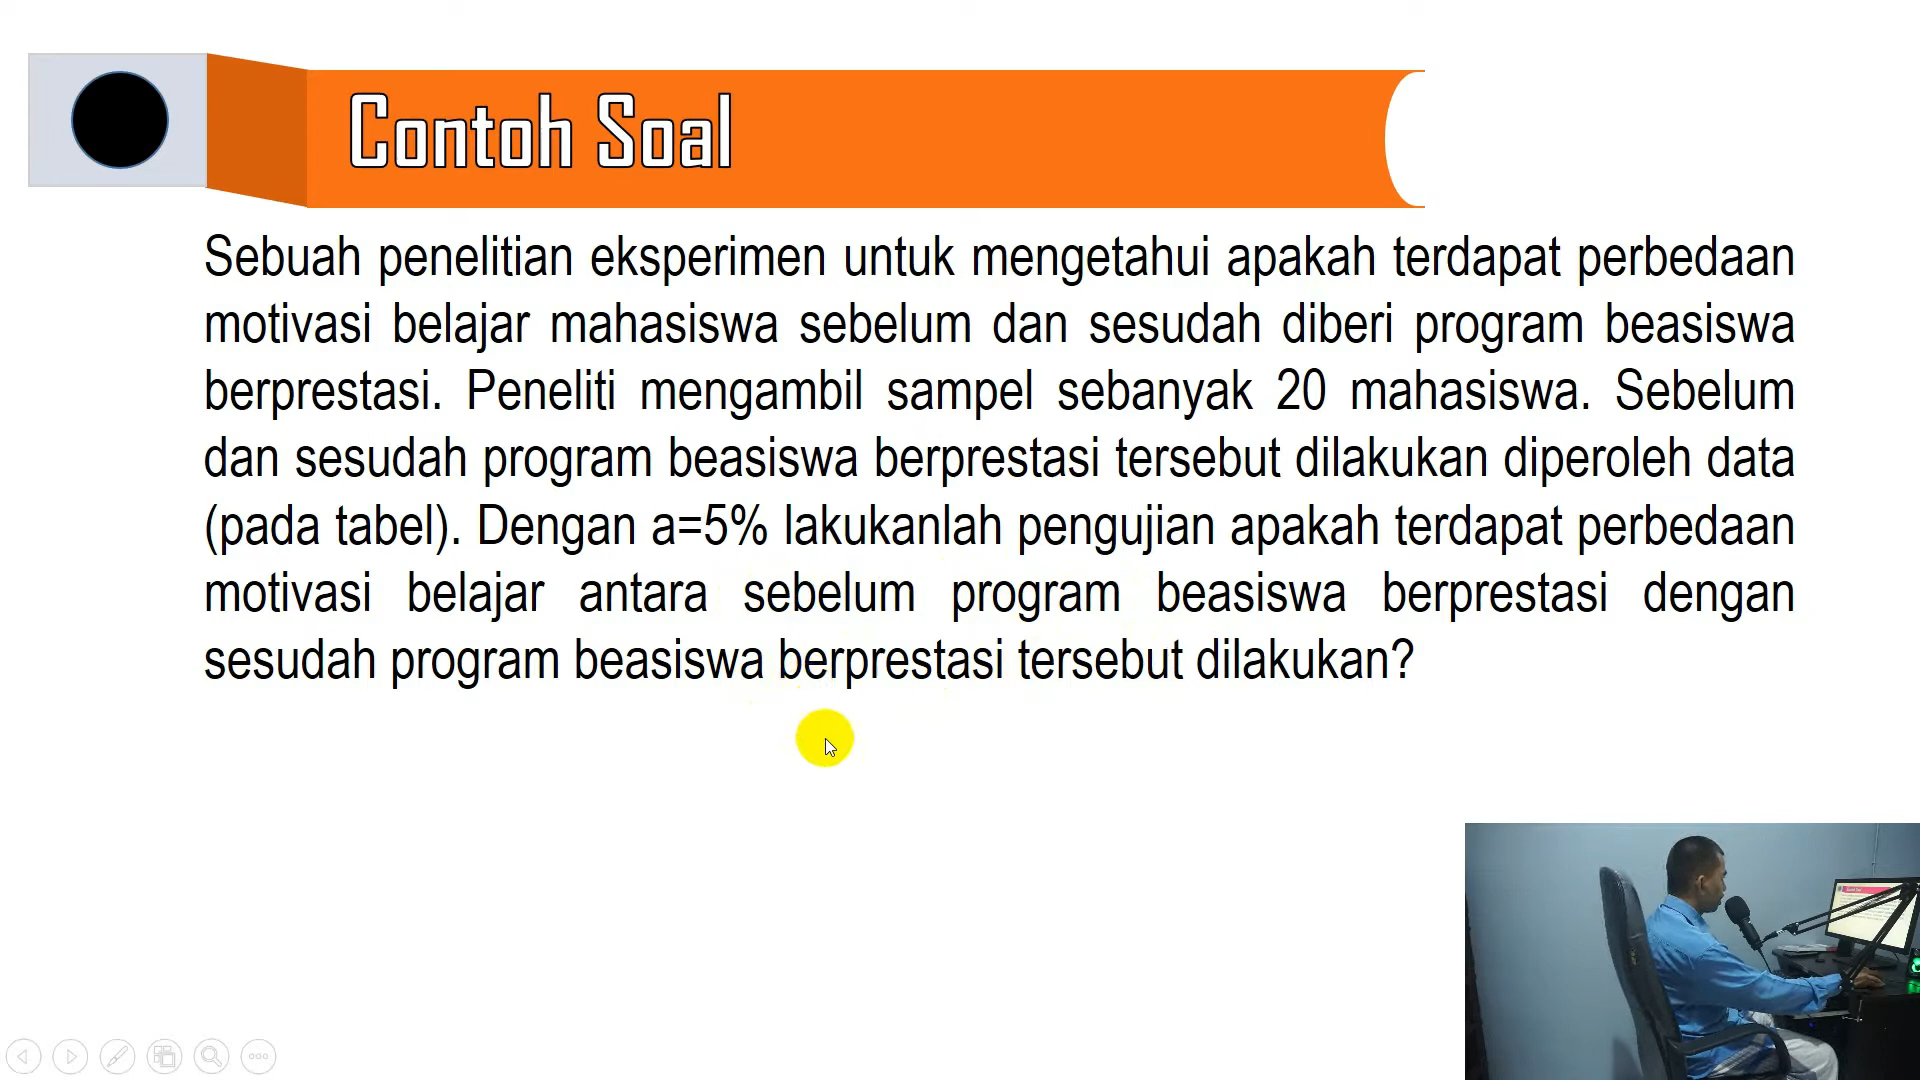 Contoh Soal
Sebuah penelitian eksperimen untuk mengetahui apakah terdapat perbedaan
motivasi belajar mahasiswa sebelum dan sesudah diberi program beasiswa
berprestasi. Peneliti mengambil sampel sebanyak 20 mahasiswa. Sebelum
dan sesudah program beasiswa berprestasi tersebut dilakukan diperoleh data
(pada tabel). Dengan a=5% lakukanlah pengujian apakah terdapat perbedaan
motivasi belajar antara sebelum program beasiswa berprestasi dengan
sesudah program beasiswa berprestasi tersebut dilakukan?